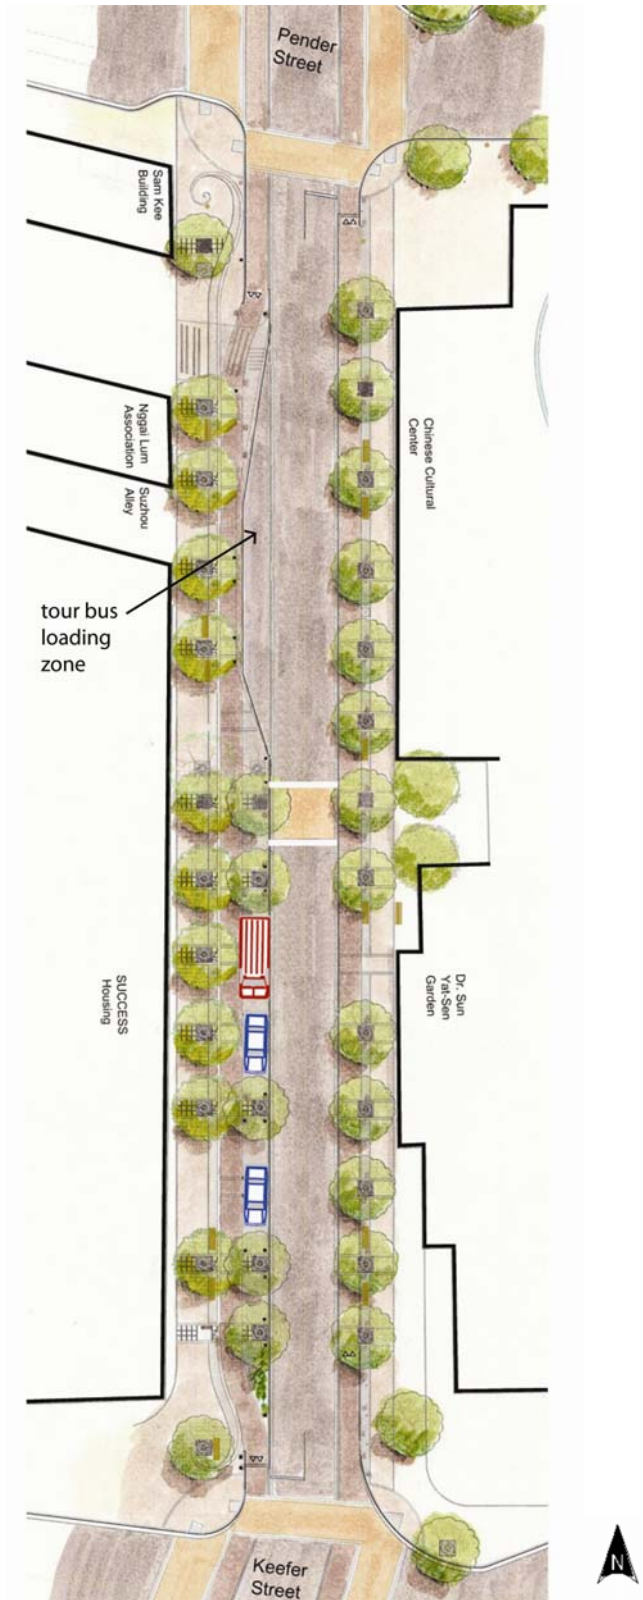 Pender
Street
Sam Kee
Building
Nggai Lum
Association
Suzhou
Alley
Chinese Cultural
Center
tour bus
loading
zone
SUCCESS
Housing
Dr. Sun
Yat-Sen
Garden
Keefer
Street
N